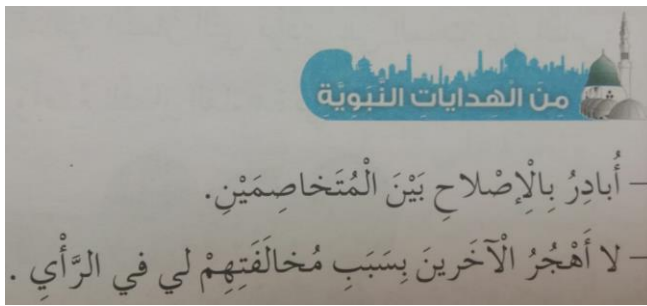 مِنَ الْهِداياتِ النَّبَوِيَّةِ
– أُبادِرُ بِالْإِصْلاحِ بَيْنَ الْمُتَخاصِمَيْنِ.
– لا أَهْجُرُ الْآخَرينَ بِسَبَبِ مُخالَفَتِهِمْ لي في الرَّأْيِ .